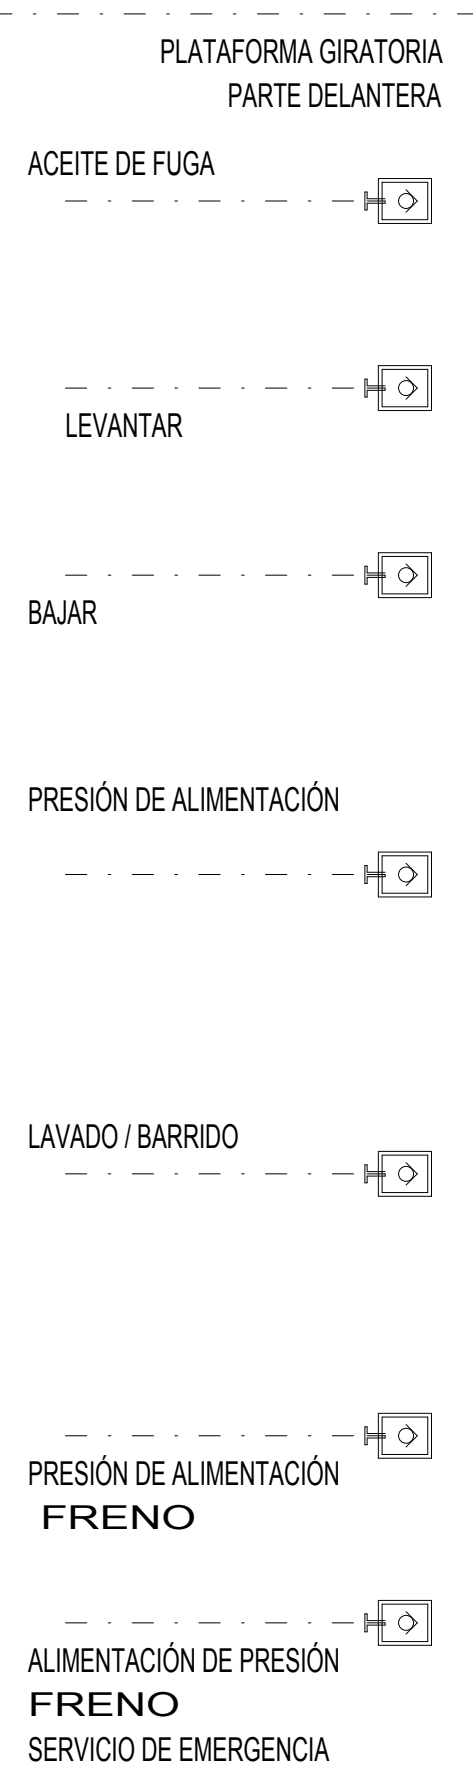 PLATAFORMA GIRATORIA
PARTE DELANTERA
ACEITE DE FUGA
LEVANTAR
BAJAR
PRESIÓN DE ALIMENTACIÓN
LAVADO / BARRIDO
PRESIÓN DE ALIMENTACIÓN
FRENO
ALIMENTACIÓN DE PRESIÓN
FRENO
SERVICIO DE EMERGENCIA